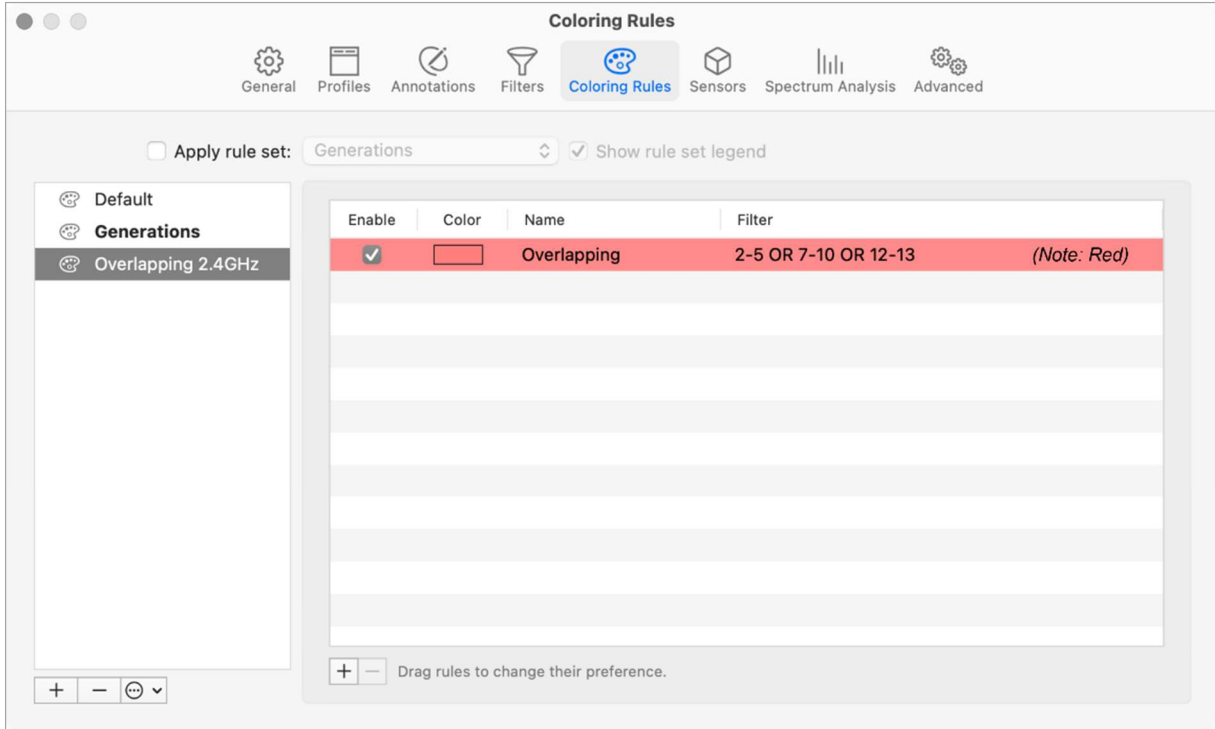 Coloring Rules
General Profiles Annotations Filters Coloring Rules Sensors Spectrum Analysis Advanced
Apply rule set: Generations Show rule set legend
Default
Generations
Overlapping 2.4GHz
Enable Color Name Filter
Overlapping 2-5 OR 7-10 OR 12-13 (Note: Red)
Drag rules to change their preference.